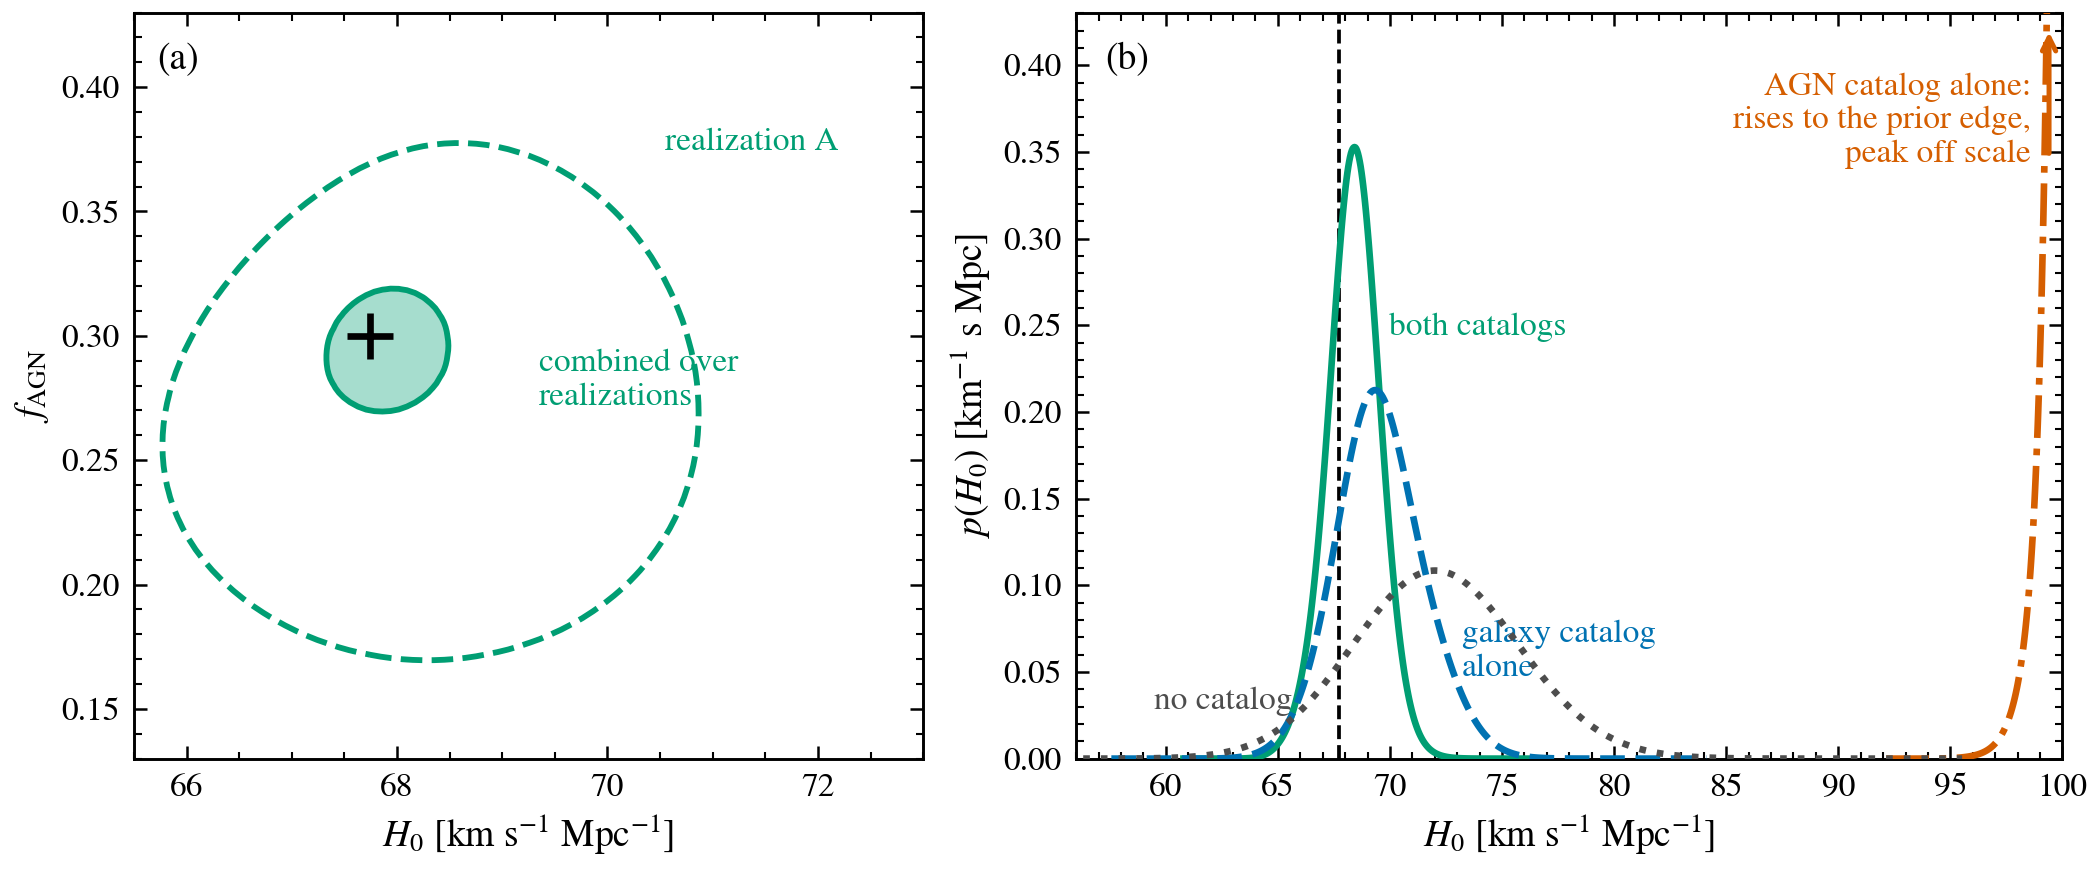 (a)
realization A
combined over
realizations
0.40
0.35
0.30
0.25
0.20
0.15
f_AGN
66 68 70 72
H_0 [km s^{-1} Mpc^{-1}]
(b)
AGN catalog alone:
rises to the prior edge,
peak off scale
both catalogs
galaxy catalog
alone
no catalog
0.40
0.35
0.30
0.25
0.20
0.15
0.10
0.05
0.00
p(H_0) [km^{-1} s Mpc]
60 65 70 75 80 85 90 95 100
H_0 [km s^{-1} Mpc^{-1}]